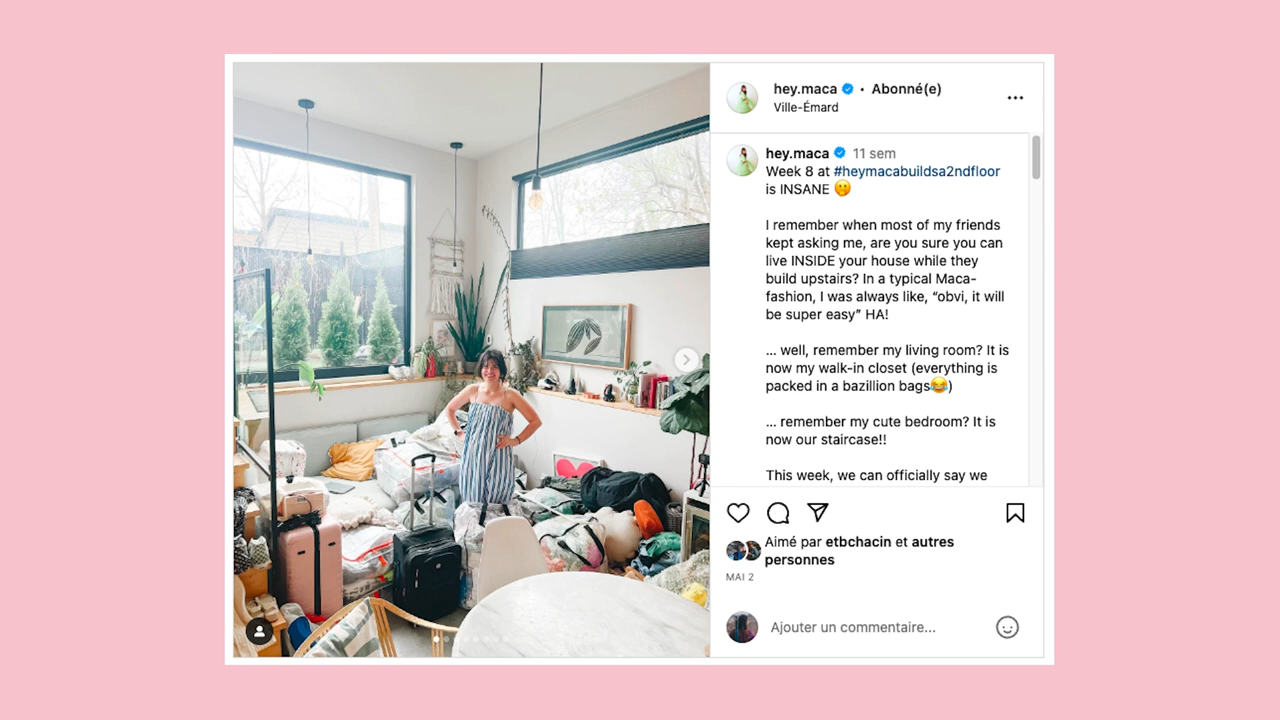 hey.maca • Abonné(e)
Ville-Émard
hey.maca 11 sem
Week 8 at #heymacabuildsa2ndfloor
is INSANE 🤭
I remember when most of my friends
kept asking me, are you sure you can
live INSIDE your house while they
build upstairs? In a typical Maca-
fashion, I was always like, “obvi, it will
be super easy” HA!
... well, remember my living room? It is
now my walk-in closet (everything is
packed in a bazillion bags😂)
... remember my cute bedroom? It is
now our staircase!!
This week, we can officially say we
Aimé par etbchacin et autres
personnes
MAI 2
Ajouter un commentaire...